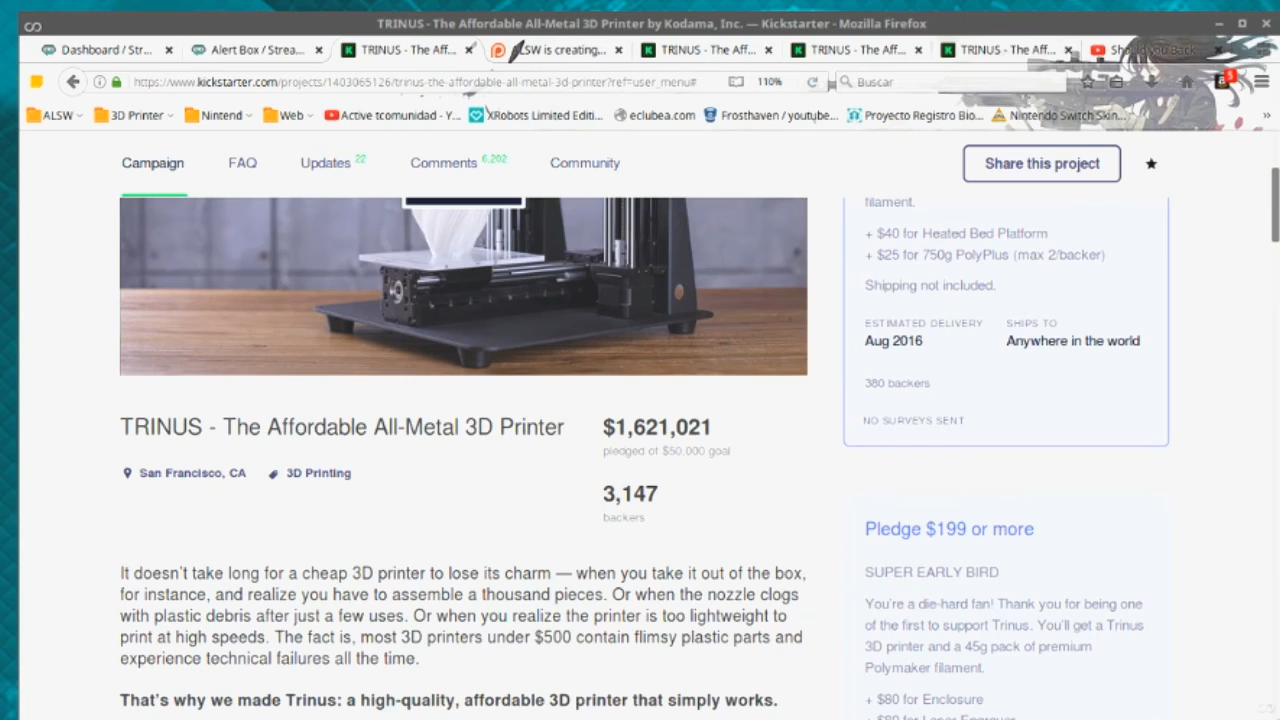 TRINUS - The Affordable All-Metal 3D Printer by Kodama, Inc. — Kickstarter - Mozilla Firefox
Dashboard / Str...
Alert Box / Strea...
TRINUS - The Aff...
ALSW is creating...
TRINUS - The Aff...
TRINUS - The Aff...
TRINUS - The Aff...
Should you Back
https://www.kickstarter.com/projects/1403065126/trinus-the-affordable-all-metal-3d-printer?ref=user_menu#
110%
Buscar
5
ALSW
3D Printer
Nintend
Web
Active tcomunidad - Y...
XRobots Limited Editi...
eclubea.com
Frosthaven / youtube...
Proyecto Registro Bio...
Nintendo Switch Skin...
Campaign
FAQ
Updates 22
Comments 6,202
Community
Share this project
filament.
+ $40 for Heated Bed Platform
+ $25 for 750g PolyPlus (max 2/backer)
Shipping not included.
ESTIMATED DELIVERY
SHIPS TO
Aug 2016
Anywhere in the world
380 backers
NO SURVEYS SENT
TRINUS - The Affordable All-Metal 3D Printer
San Francisco, CA
3D Printing
$1,621,021
pledged of $50,000 goal
3,147
backers
It doesn't take long for a cheap 3D printer to lose its charm — when you take it out of the box,
for instance, and realize you have to assemble a thousand pieces. Or when the nozzle clogs
with plastic debris after just a few uses. Or when you realize the printer is too lightweight to
print at high speeds. The fact is, most 3D printers under $500 contain flimsy plastic parts and
experience technical failures all the time.
That's why we made Trinus: a high-quality, affordable 3D printer that simply works.
Pledge $199 or more
SUPER EARLY BIRD
You're a die-hard fan! Thank you for being one
of the first to support Trinus. You'll get a Trinus
3D printer and a 45g pack of premium
Polymaker filament.
+ $80 for Enclosure
+ $80 for Laser Engraver